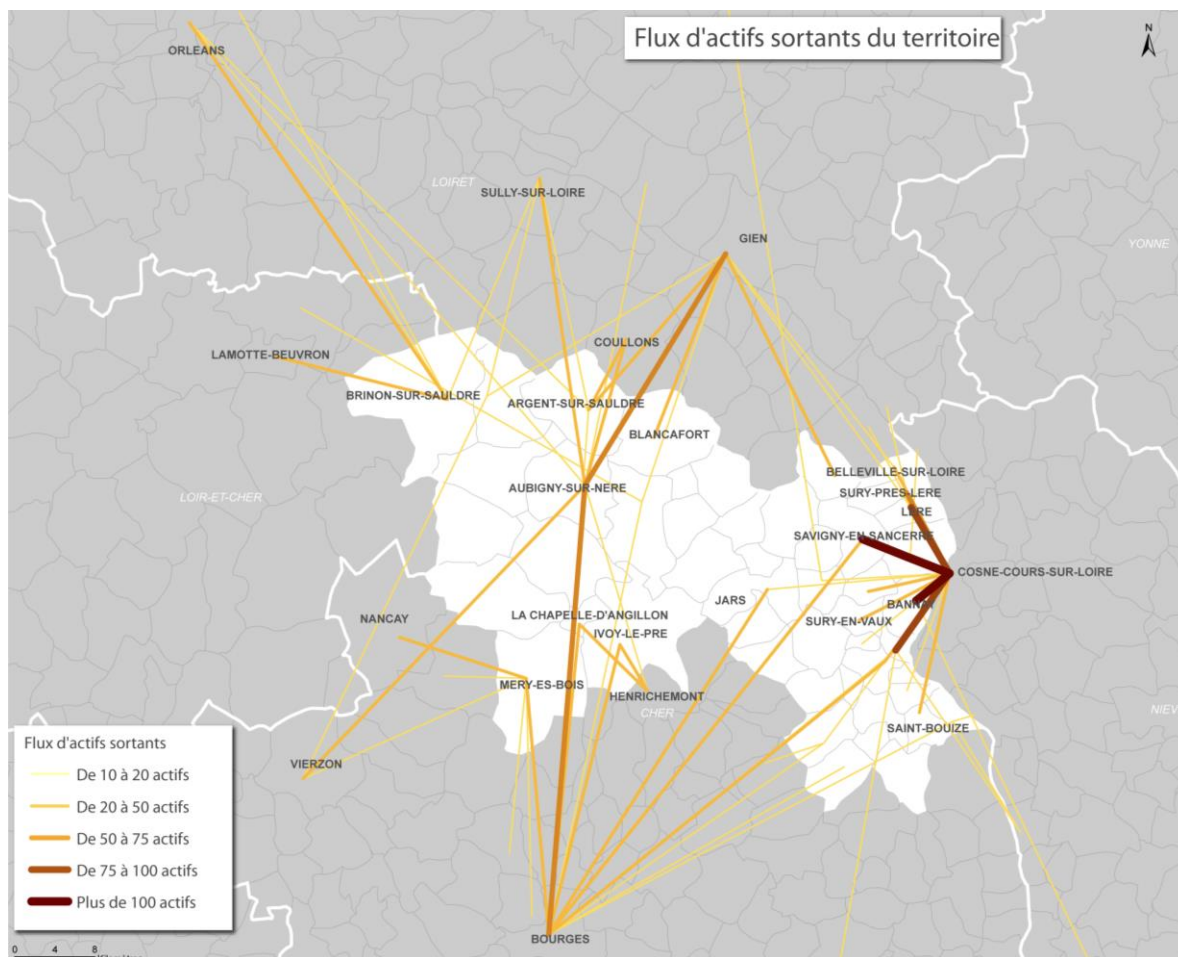 Flux d'actifs sortants du territoire
N
ORLEANS
LOIRET
SULLY-SUR-LOIRE
GIEN
YONNE
COULLONS
LAMOTTE-BEUVRON
BRINON-SUR-SAULDRE
ARGENT-SUR-SAULDRE
BLANCAFORT
BELLEVILLE-SUR-LOIRE
AUBIGNY-SUR-NERE
SURY-PRES-LERE
LOIR-ET-CHER
LERE
SAVIGNY-EN-SANCERRE
COSNE-COURS-SUR-LOIRE
JARS
BANNAY
LA CHAPELLE-D'ANGILLON
NANCAY
SURY-EN-VAUX
IVOY-LE-PRE
MERY-ES-BOIS
HENRICHEMONT
CHER
NIEV
SAINT-BOUIZE
VIERZON
BOURGES
Flux d'actifs sortants
De 10 à 20 actifs
De 20 à 50 actifs
De 50 à 75 actifs
De 75 à 100 actifs
Plus de 100 actifs
0 4 8